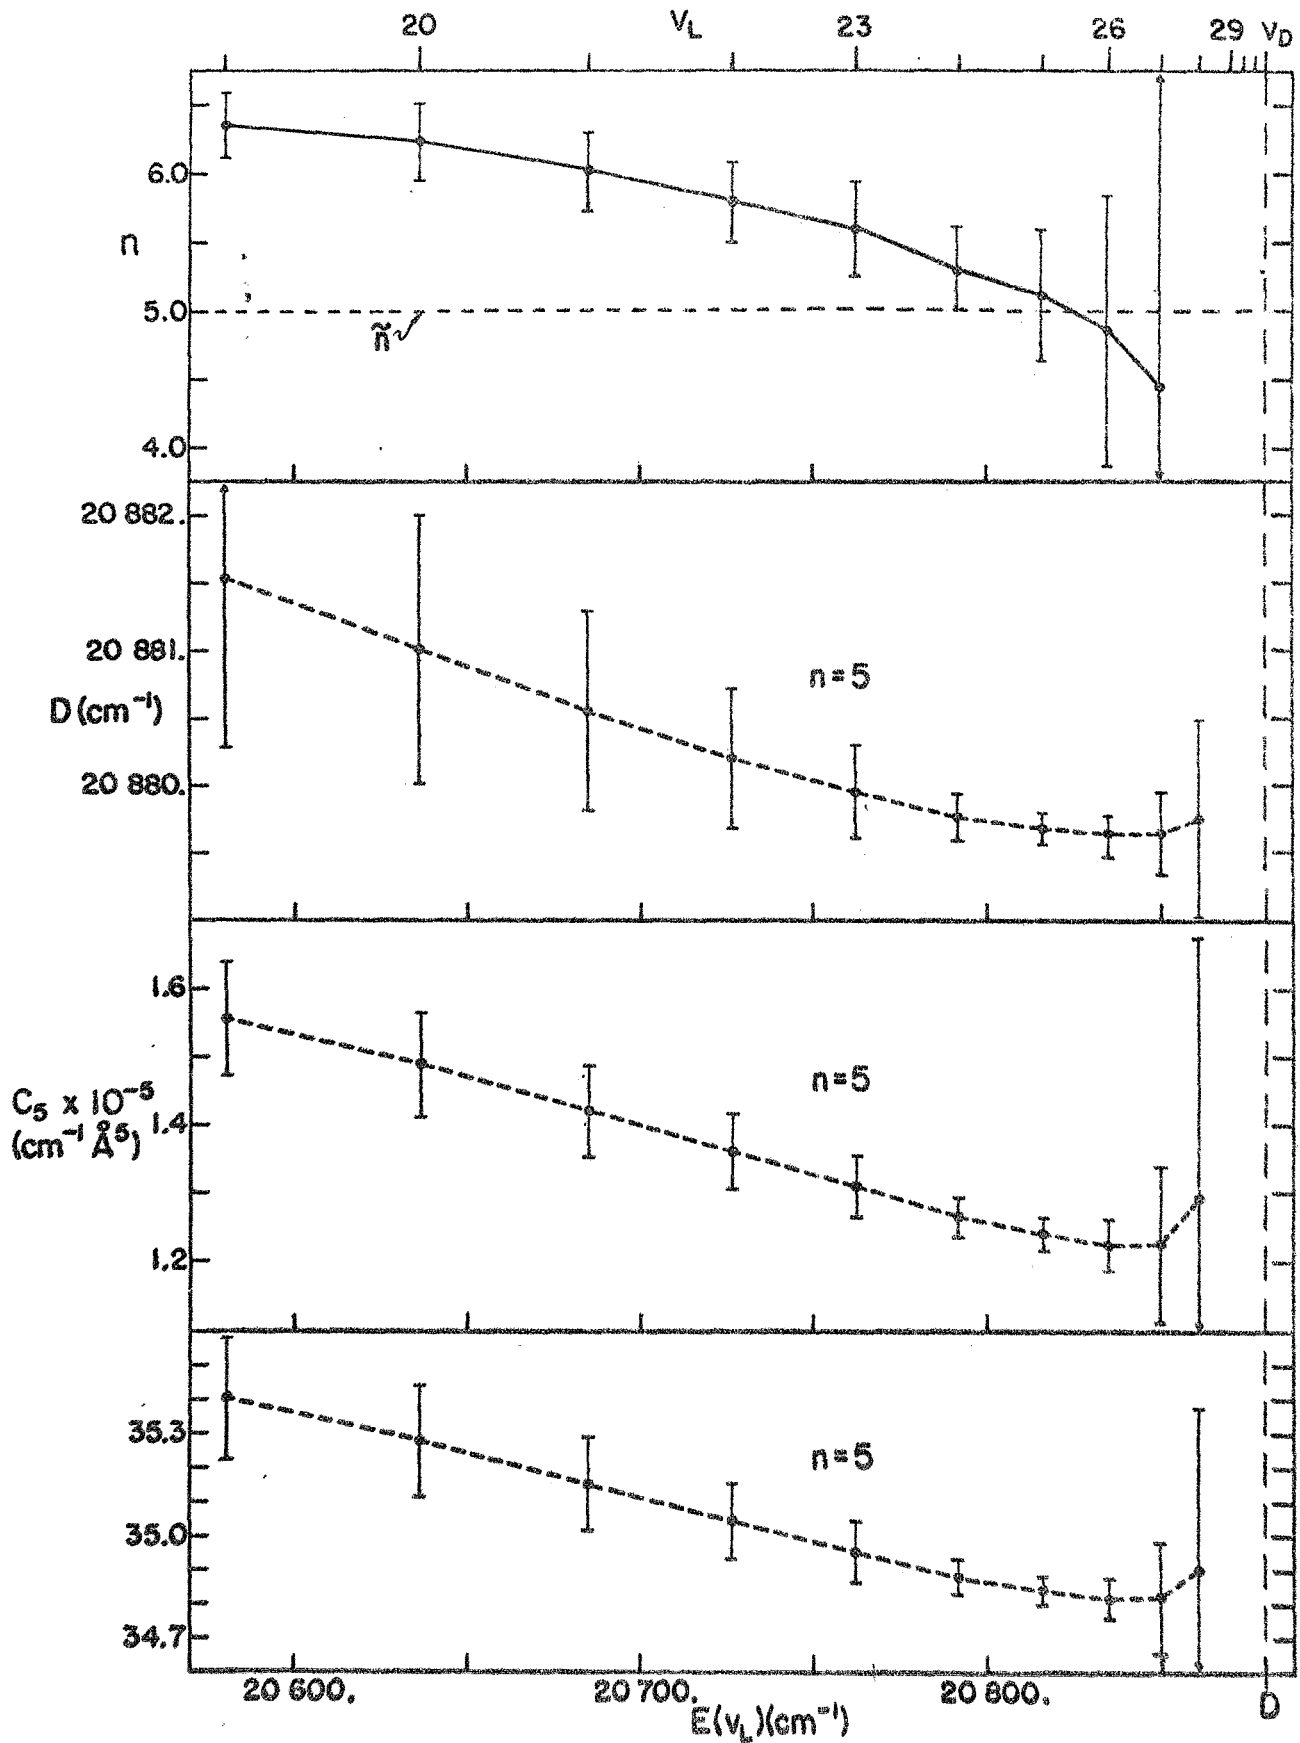 20 V_L 23 26 29 V_D
6.0
n
5.0
ñ
4.0
20 882.
20 881.
n=5
D (cm⁻¹)
20 880.
1.6
n=5
C₅ x 10⁻⁵
(cm⁻¹ Å⁵)
1.4
1.2
35.3
n=5
35.0
34.7
20 600. 20 700. 20 800. D
E(v_L)(cm⁻¹)